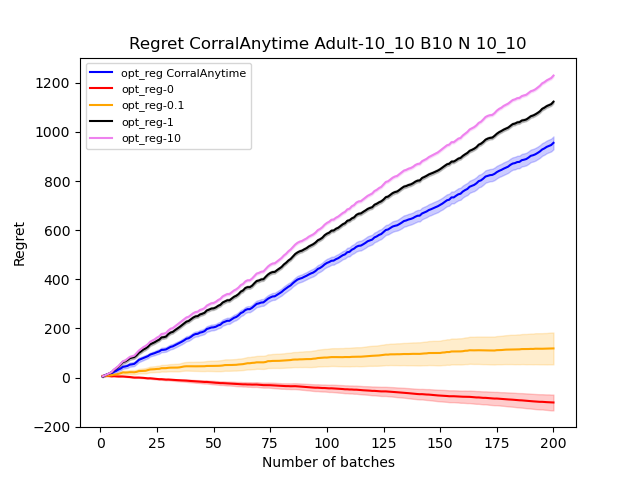 Regret CorralAnytime Adult-10_10 B10 N 10_10
opt_reg CorralAnytime
opt_reg-0
opt_reg-0.1
opt_reg-1
opt_reg-10
1200
1000
800
600
400
200
0
−200
Regret
0 25 50 75 100 125 150 175 200
Number of batches